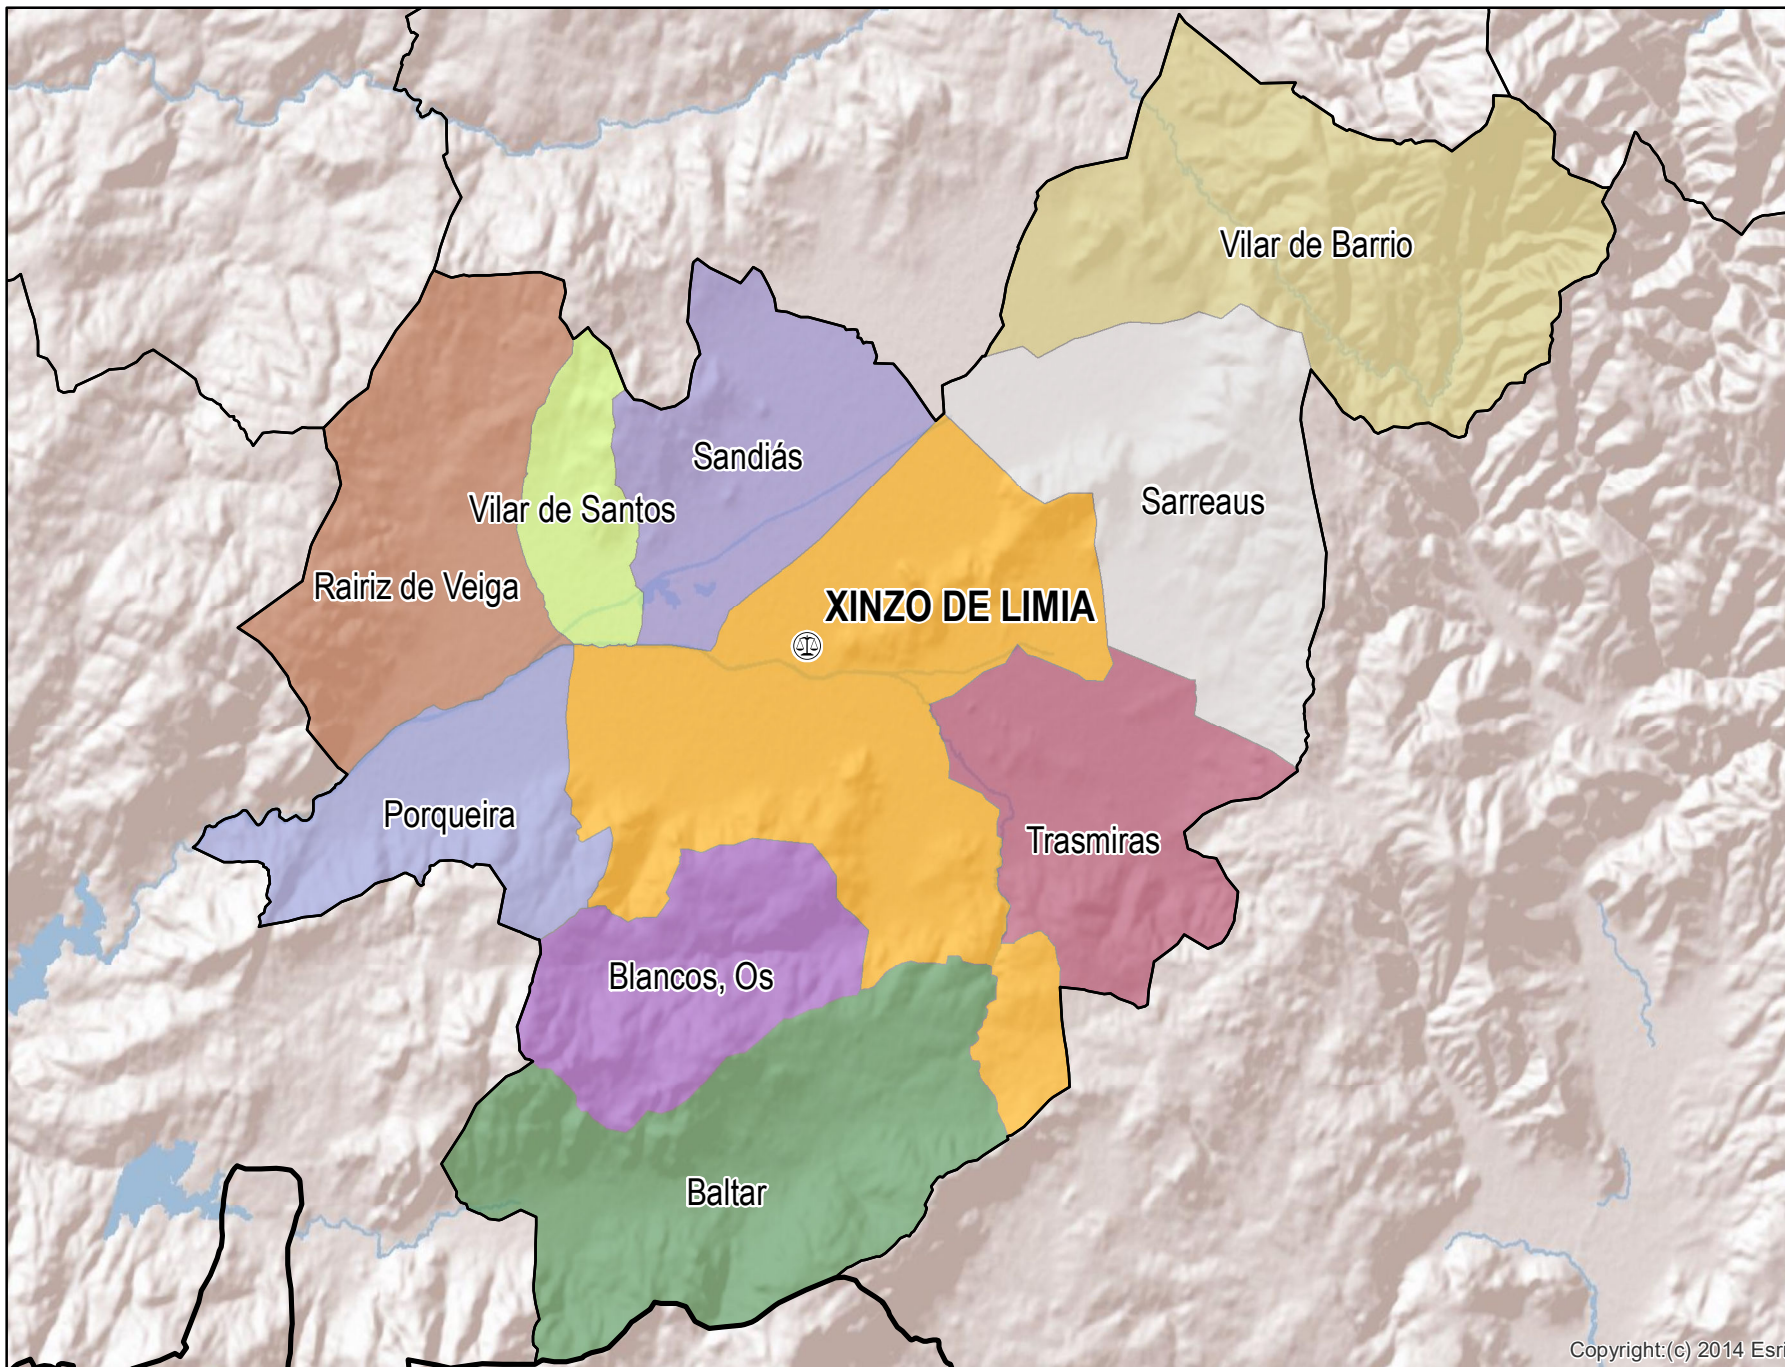 Vilar de Barrio
Sandiás
Sarreaus
Vilar de Santos
Rairiz de Veiga
XINZO DE LIMIA
Porqueira
Trasmiras
Blancos, Os
Baltar
Copyright:(c) 2014 Esri